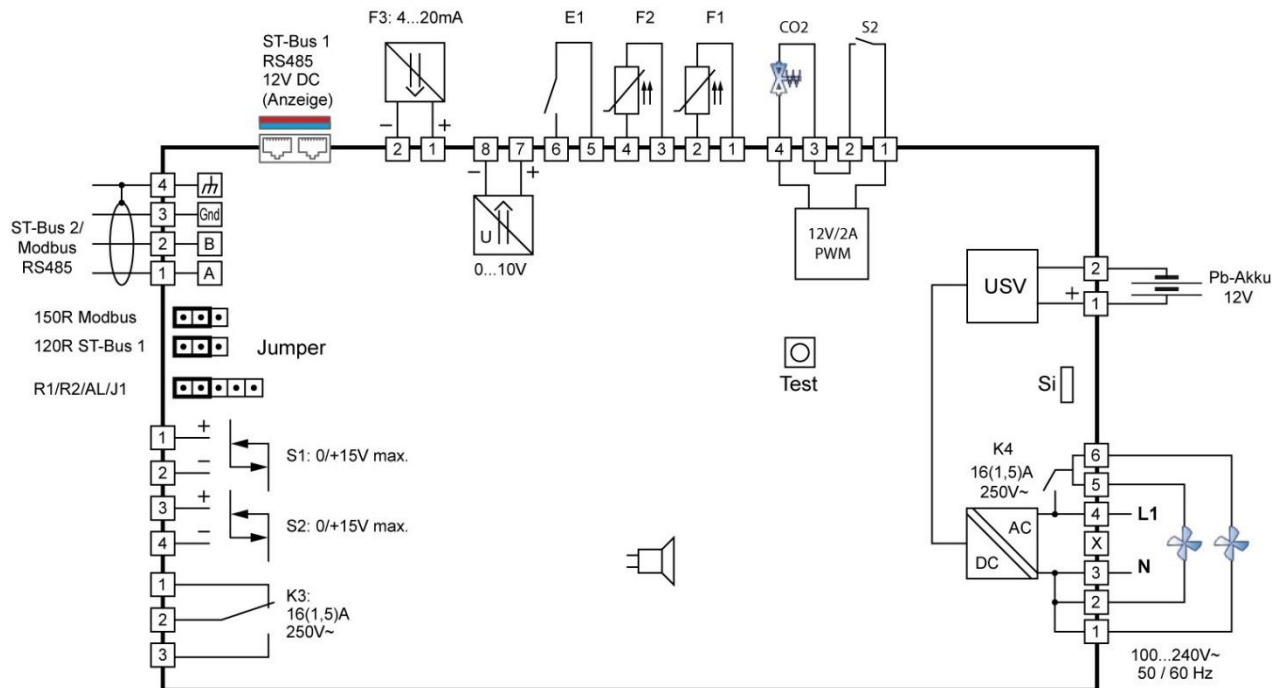 F3: 4...20mA
E1
F2
F1
CO2
S2
ST-Bus 1
RS485
12V DC
(Anzeige)
− +
2 1
8 7 6 5 4 3 2 1
4 3 2 1
− +
U
0...10V
12V/2A
PWM
ST-Bus 2/
Modbus
RS485
4
3 Gnd
2 B
1 A
USV
2
+ 1
Pb-Akku
12V
150R Modbus
120R ST-Bus 1
Jumper
R1/R2/AL/J1
Test
Si
1 +
2 −
S1: 0/+15V max.
3 +
4 −
S2: 0/+15V max.
1
2
3
K3:
16(1,5)A
250V~
K4
16(1,5)A
250V~
AC
DC
6
5
4 L1
X
3 N
2
1
100...240V~
50 / 60 Hz